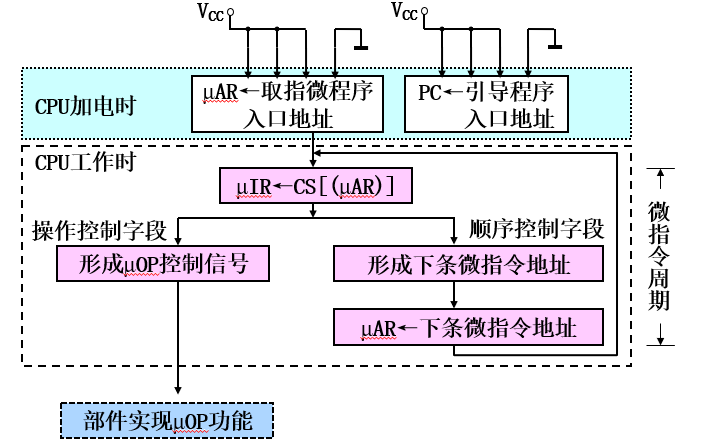 VCC
VCC
CPU加电时
μAR←取指微程序
入口地址
PC←引导程序
入口地址
CPU工作时
μIR←CS[(μAR)]
操作控制字段
顺序控制字段
形成μOP控制信号
形成下条微指令地址
μAR←下条微指令地址
微指令周期
部件实现μOP功能